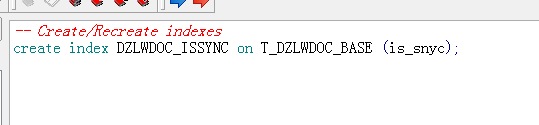 -- Create/Recreate indexes
create index DZLWDOC_ISSYNC on T_DZLWDOC_BASE (is_snyc);